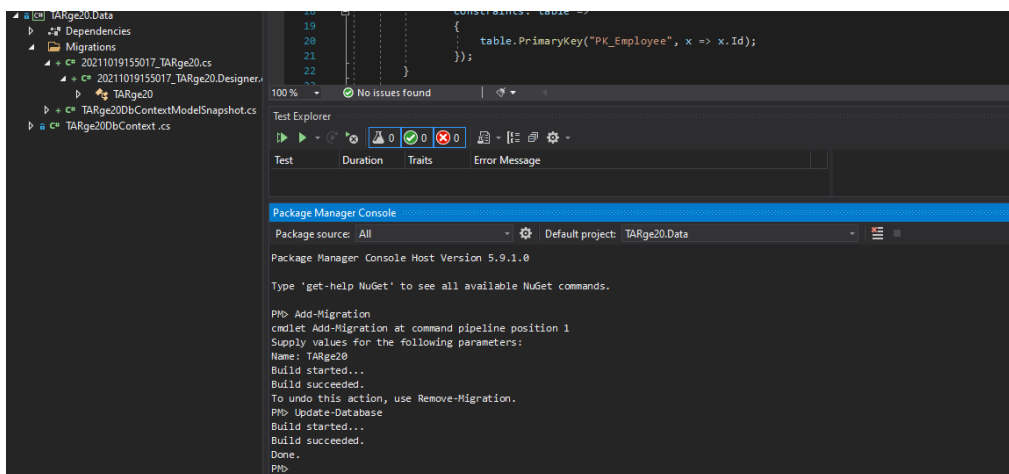 TARge20.Data
Dependencies
Migrations
+ C# 20211019155017_TARge20.cs
+ C# 20211019155017_TARge20.Designer.
TARge20
+ C# TARge20DbContextModelSnapshot.cs
C# TARge20DbContext .cs
18 constraints: table =>
19 {
20 table.PrimaryKey("PK_Employee", x => x.Id);
21 });
22 }
100 % No issues found
Test Explorer
0 0 0
Test Duration Traits Error Message
Package Manager Console
Package source: All Default project: TARge20.Data
Package Manager Console Host Version 5.9.1.0
Type 'get-help NuGet' to see all available NuGet commands.
PM> Add-Migration
cmdlet Add-Migration at command pipeline position 1
Supply values for the following parameters:
Name: TARge20
Build started...
Build succeeded.
To undo this action, use Remove-Migration.
PM> Update-Database
Build started...
Build succeeded.
Done.
PM>